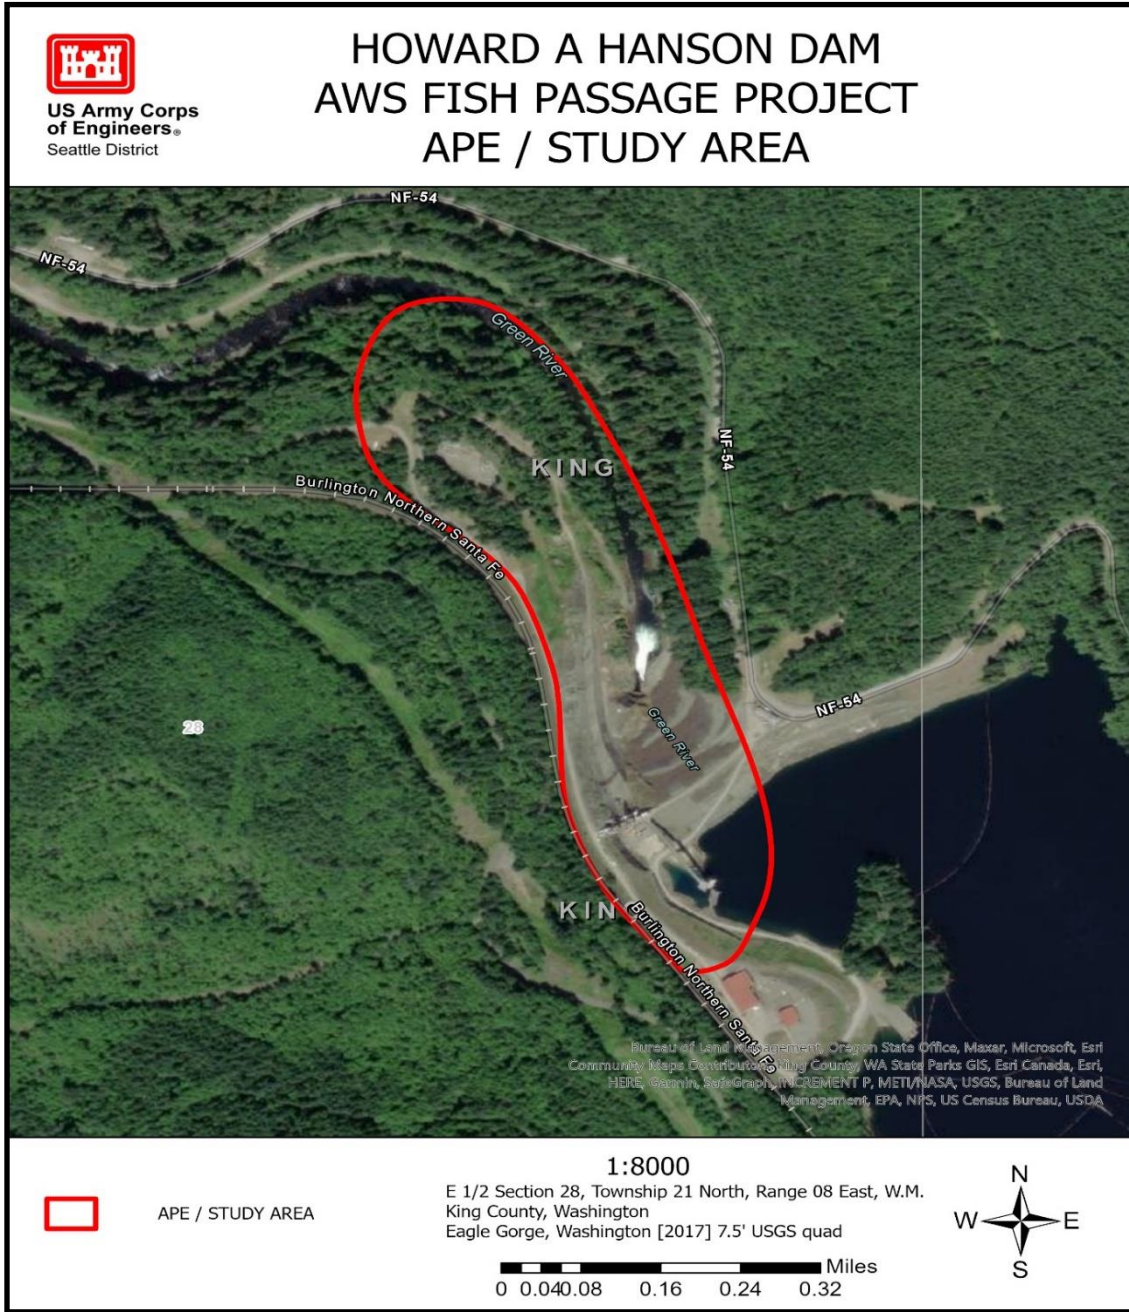 HOWARD A HANSON DAM
AWS FISH PASSAGE PROJECT
APE / STUDY AREA
US Army Corps
of Engineers®
Seattle District
NF-54
NF-54
Green River
NF-54
KING
Burlington Northern Santa Fe
NF-54
28
Green River
KING
Burlington Northern Santa Fe
Bureau of Land Management, Oregon State Office, Maxar, Microsoft, Esri
Community Maps Contributors, King County, WA State Parks GIS, Esri Canada, Esri,
HERE, Garmin, SafeGraph, INCREMENT P, METI/NASA, USGS, Bureau of Land
Management, EPA, NPS, US Census Bureau, USDA
APE / STUDY AREA
1:8000
E 1/2 Section 28, Township 21 North, Range 08 East, W.M.
King County, Washington
Eagle Gorge, Washington [2017] 7.5' USGS quad
Miles
0 0.040.08 0.16 0.24 0.32
N
W E
S